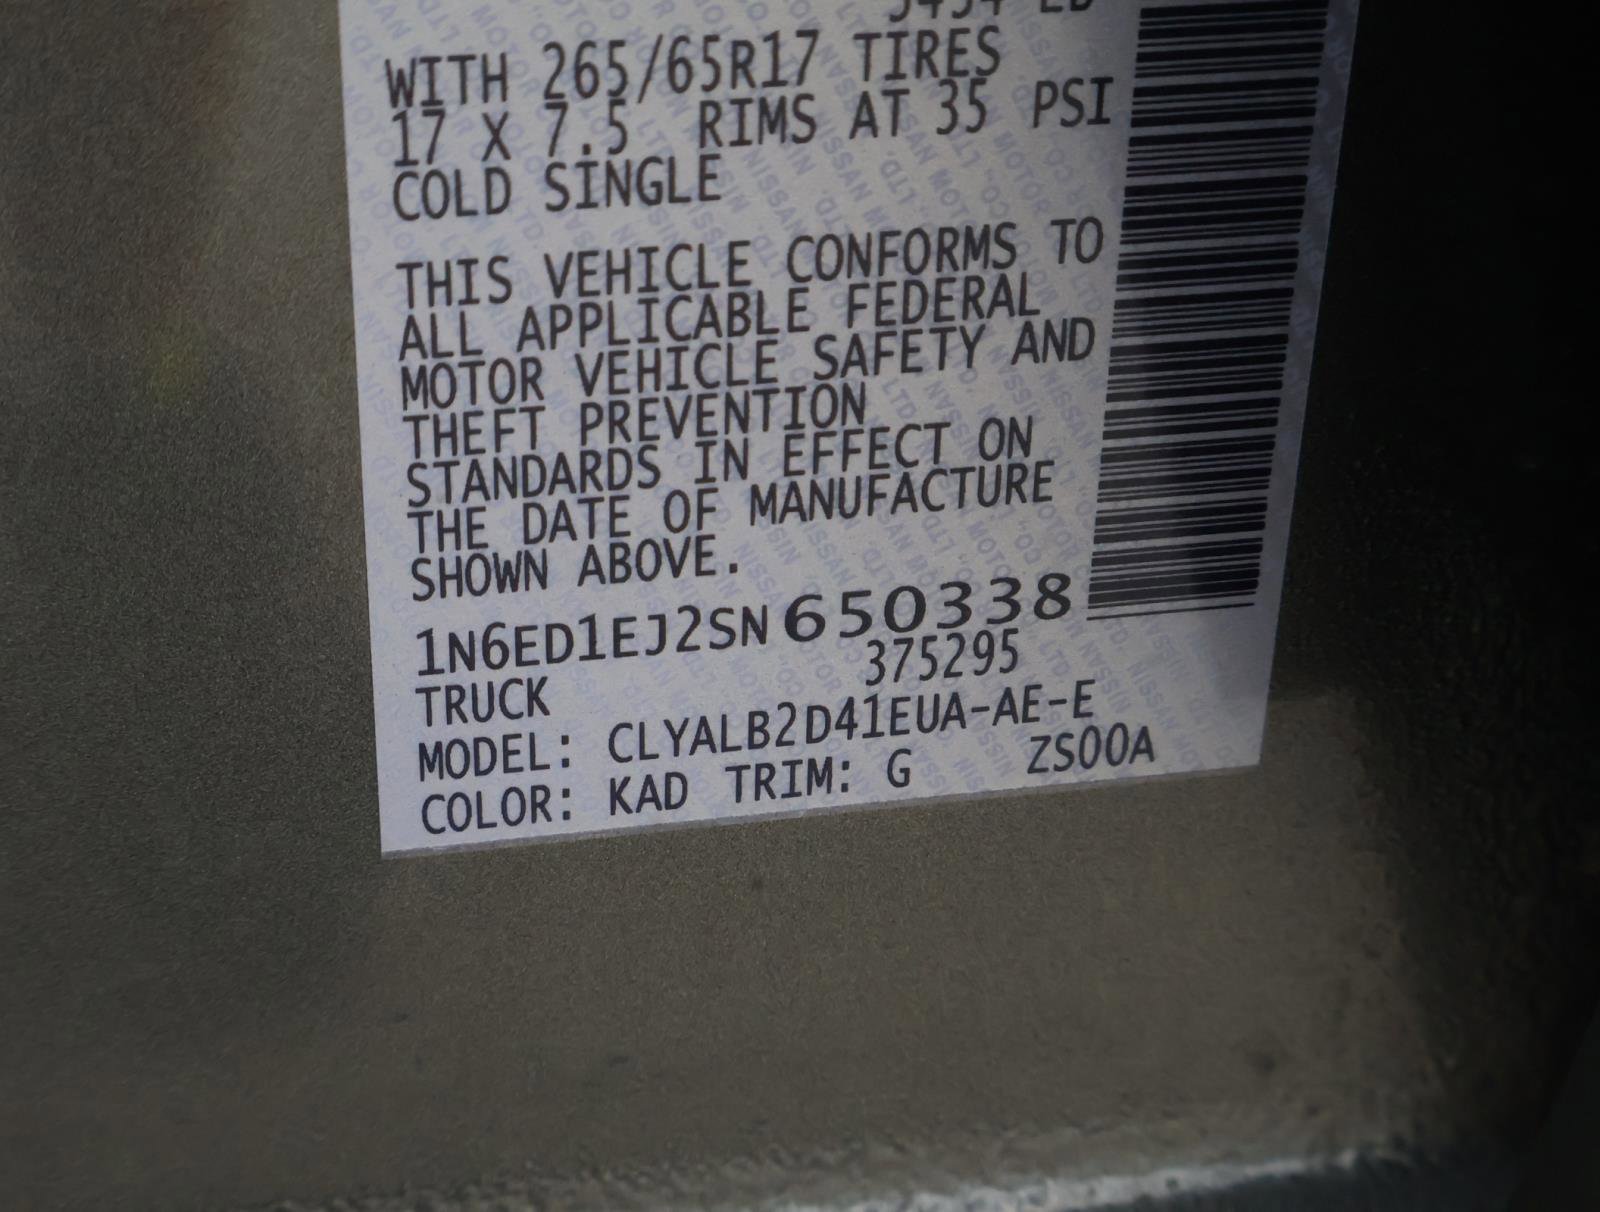 WITH 265/65R17 TIRES
17 X 7.5 RIMS AT 35 PSI
COLD SINGLE
THIS VEHICLE CONFORMS TO
ALL APPLICABLE FEDERAL
MOTOR VEHICLE SAFETY AND
THEFT PREVENTION
STANDARDS IN EFFECT ON
THE DATE OF MANUFACTURE
SHOWN ABOVE.
1N6ED1EJ2SN650338
375295
TRUCK
MODEL: CLYALB2D41EUA-AE-E
COLOR: KAD TRIM: G ZS00A